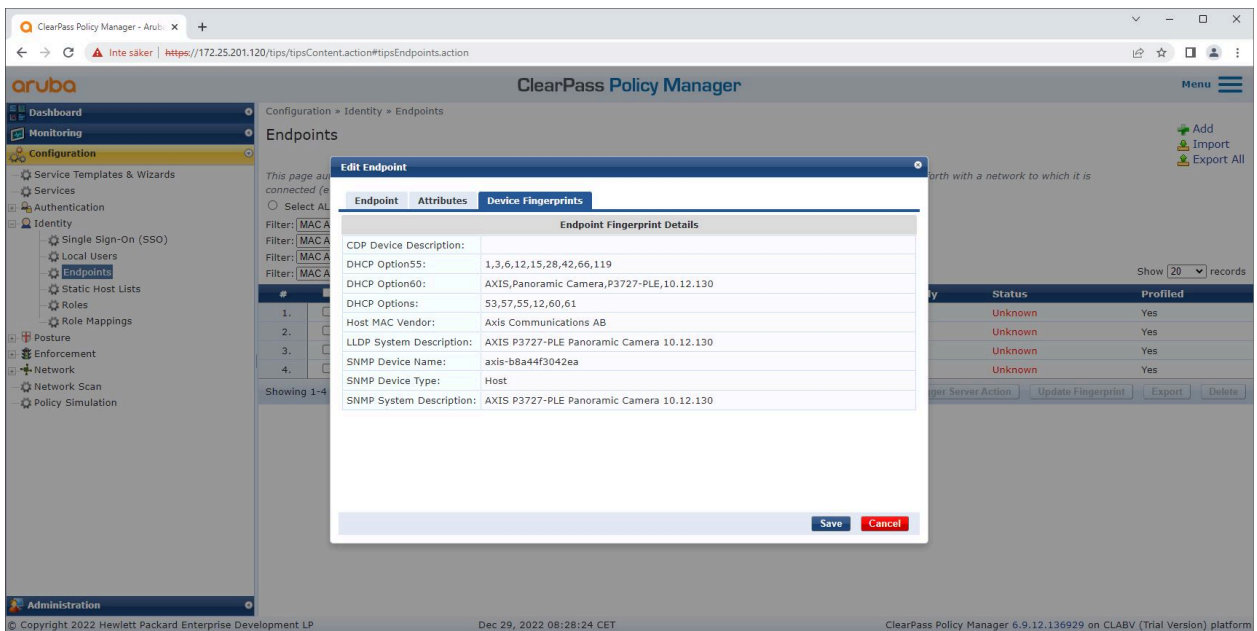 ClearPass Policy Manager - Arub
Inte säker | https://172.25.201.120/tips/tipsContent.action#tipsEndpoints.action
aruba
ClearPass Policy Manager
Menu
Dashboard
Monitoring
Configuration
Service Templates & Wizards
Services
Authentication
Identity
Single Sign-On (SSO)
Local Users
Endpoints
Static Host Lists
Roles
Role Mappings
Posture
Enforcement
Network
Network Scan
Policy Simulation
Administration
Configuration » Identity » Endpoints
Endpoints
Add
Import
Export All
This page au
forth with a network to which it is
connected (e
Select AL
Filter: MAC A
Filter: MAC A
Filter: MAC A
Filter: MAC A
Show 20 records
# Status Profiled
1. Unknown Yes
2. Unknown Yes
3. Unknown Yes
4. Unknown Yes
Showing 1-4
Server Action Update Fingerprint Export Delete
Edit Endpoint
Endpoint Attributes Device Fingerprints
Endpoint Fingerprint Details
CDP Device Description:
DHCP Option55: 1,3,6,12,15,28,42,66,119
DHCP Option60: AXIS,Panoramic Camera,P3727-PLE,10.12.130
DHCP Options: 53,57,55,12,60,61
Host MAC Vendor: Axis Communications AB
LLDP System Description: AXIS P3727-PLE Panoramic Camera 10.12.130
SNMP Device Name: axis-b8a44f3042ea
SNMP Device Type: Host
SNMP System Description: AXIS P3727-PLE Panoramic Camera 10.12.130
Save Cancel
© Copyright 2022 Hewlett Packard Enterprise Development LP
Dec 29, 2022 08:28:24 CET
ClearPass Policy Manager 6.9.12.136929 on CLABV (Trial Version) platform